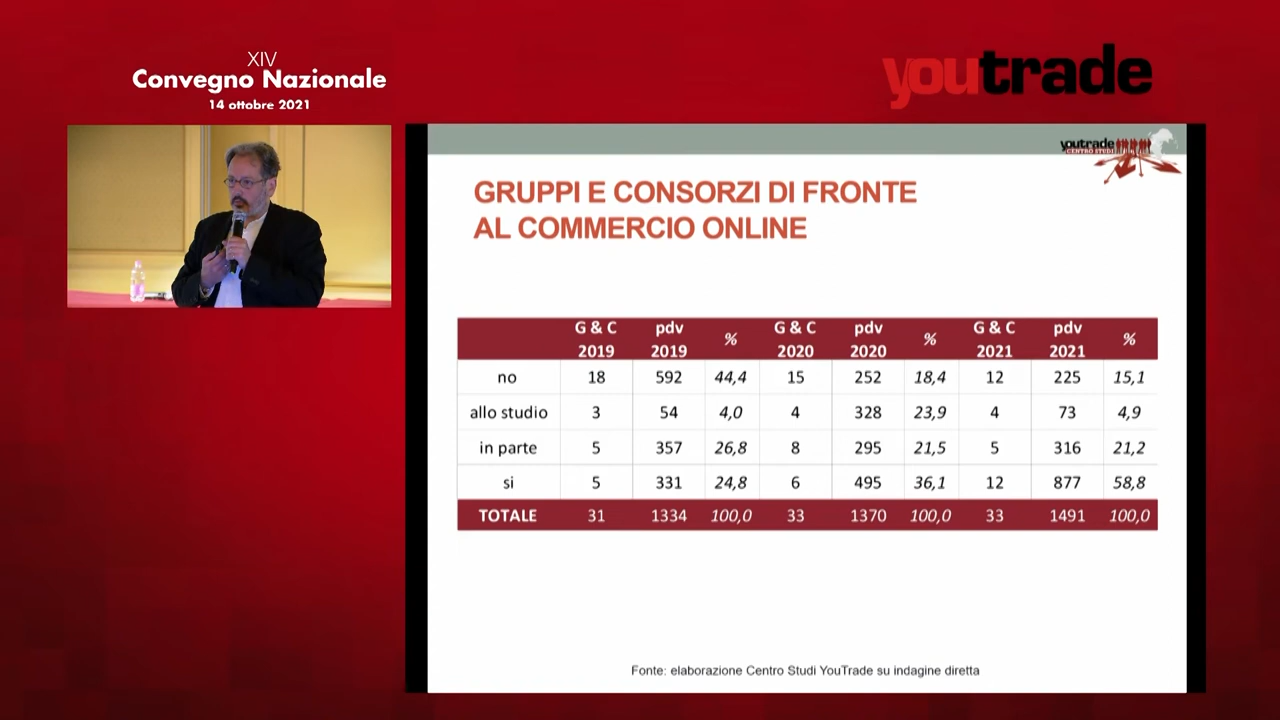 XIV
Convegno Nazionale
14 ottobre 2021
youtrade
youtrade
CENTRO STUDI
GRUPPI E CONSORZI DI FRONTE
AL COMMERCIO ONLINE
G & C 2019 pdv 2019 % G & C 2020 pdv 2020 % G & C 2021 pdv 2021 %
no 18 592 44,4 15 252 18,4 12 225 15,1
allo studio 3 54 4,0 4 328 23,9 4 73 4,9
in parte 5 357 26,8 8 295 21,5 5 316 21,2
si 5 331 24,8 6 495 36,1 12 877 58,8
TOTALE 31 1334 100,0 33 1370 100,0 33 1491 100,0
Fonte: elaborazione Centro Studi YouTrade su indagine diretta